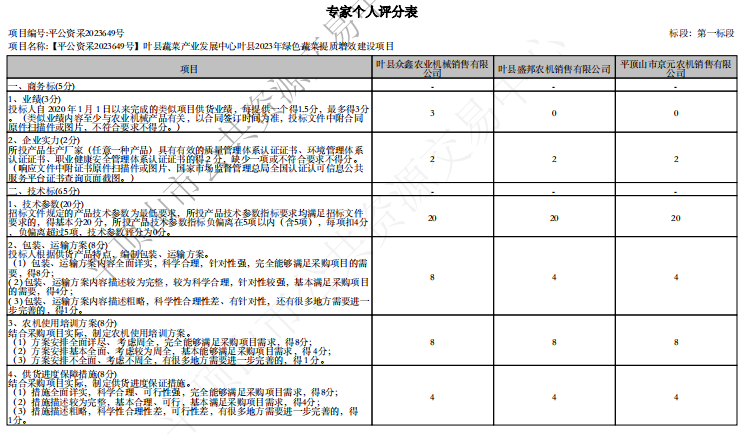 专家个人评分表
项目编号:平公资采2023649号
标段: 第一标段
项目名称:【平公资采2023649号】叶县蔬菜产业发展中心叶县2023年绿色蔬菜提质增效建设项目
项目
叶县众鑫农业机械销售有限公司
叶县盛邦农机销售有限公司
平顶山市京元农机销售有限公司
一、商务标(5分)
-
-
-
1、业绩(3分)
投标人自 2020 年 1 月 1 日以来完成的类似项目供货业绩，每提供一个得1.5分，最多得3分
。(类似业绩内容至少与农业机械产品有关，以合同签订时间为准，投标文件中附合同
原件扫描件或图片，不符合要求不得分。)
3
0
0
2、企业实力(2分)
所投产品生产厂家（任意一种产品）具有有效的质量管理体系认证证书、环境管理体系
认证证书、职业健康安全管理体系认证证书的得 2 分，缺少一项或不符合要求不得分。
（响应文件中附证书原件扫描件或图片、国家市场监督管理总局全国认证认可信息公共
服务平台证书查询页面截图。）
2
2
2
二、技术标(65分)
-
-
-
1、技术参数(20分)
招标文件规定的产品技术参数为最低要求，所投产品技术参数指标要求均满足招标文件
要求的，得基本分20 分，所投产品技术参数指标负偏离在5项以内（含5项），每项扣4分
，负偏离超过5项，技术参数评分为0分。
20
20
20
2、包装、运输方案(8分)
投标人根据供货产品特点，编制包装、运输方案。
（1）包装、运输方案内容全面详实，科学合理，针对性强，完全能够满足采购项目的需
要，得8分；
（2）包装、运输方案内容描述较为完整，较为科学合理，针对性较强，基本满足采购项目
的需要，得4分；
（3）包装、运输方案内容描述粗略，科学性合理性差、有针对性，还有很多地方需要进一
步完善的，得1分。
8
4
4
3、农机使用培训方案(8分)
结合采购项目实际，制定农机使用培训方案。
（1）方案安排全面详尽、考虑周全，完全能够满足采购项目需求，得8分；
（2）方案安排基本全面、考虑较为周全，基本能够满足采购项目需求，得 4分；
（3）方案安排不全面、考虑不周全，有很多地方需要进一步完善的，得 1 分。
8
8
8
4、供货进度保障措施(8分)
结合采购项目实际，制定供货进度保证措施。
（1）措施全面详实，科学合理、可行性强，完全能够满足采购项目需求，得8分；
（2）措施描述较为完整，基本合理、可行，基本满足采购项目需求，得4分；
（3）措施描述粗略，科学性合理性差，可行性差，有很多地方需要进一步完善的，得
1分。
4
4
4